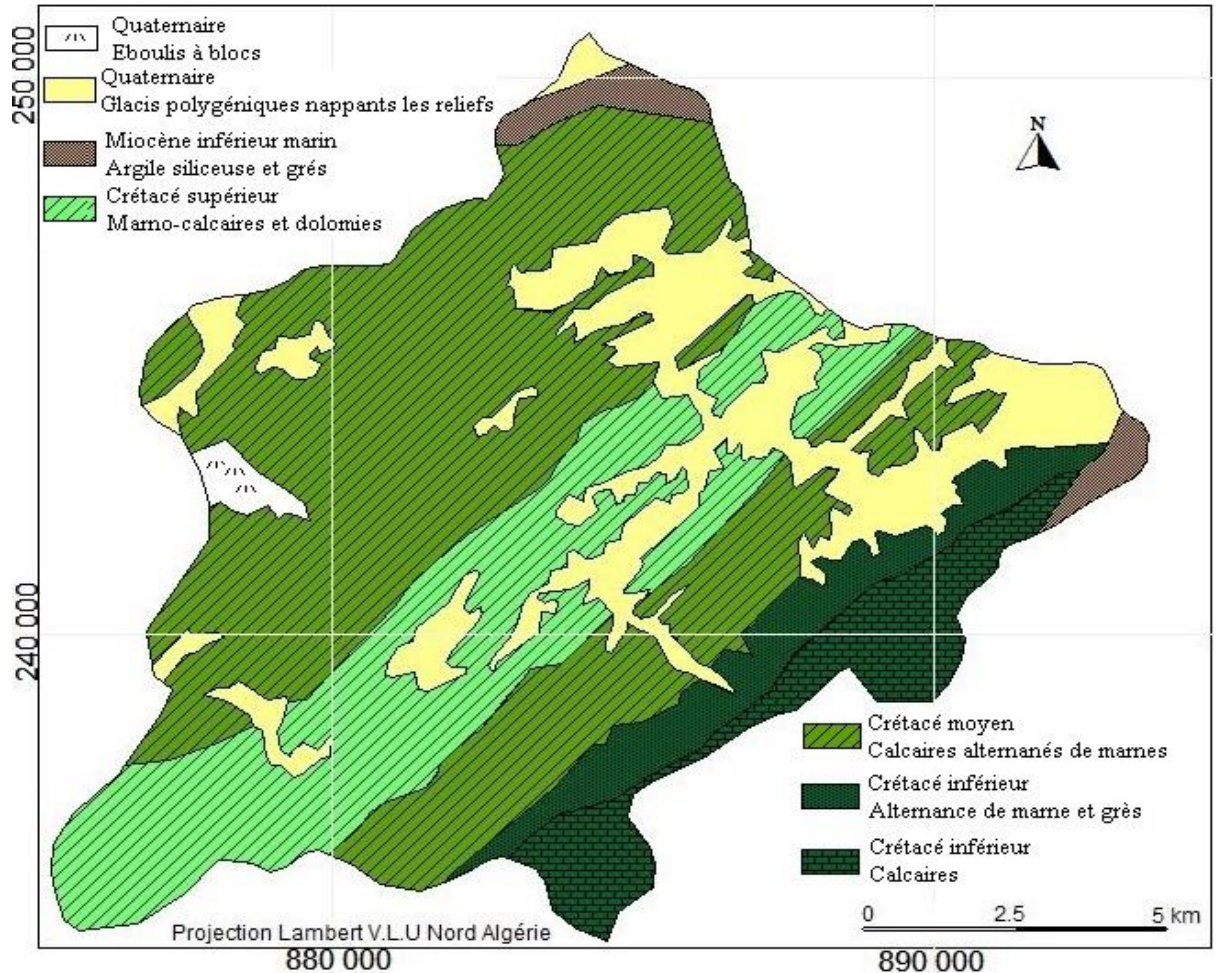 Quaternaire
Eboulis à blocs
Quaternaire
Glacis polygéniques nappants les reliefs
Miocène inférieur marin
Argile siliceuse et grés
Crétacé supérieur
Marno-calcaires et dolomies
250 000
240 000
N
Crétacé moyen
Calcaires alternanés de marnes
Crétacé inférieur
Alternance de marne et grès
Crétacé inférieur
Calcaires
0 2.5 5 km
Projection Lambert V.L.U Nord Algérie
880 000 890 000